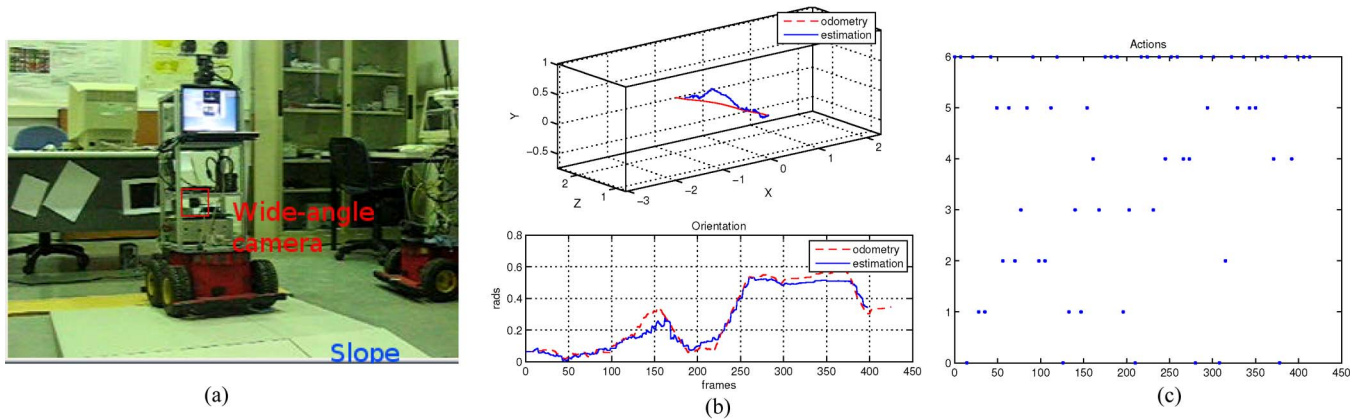 Wide-angle
camera
Slope
(a)
odometry
estimation
1
0.5
0
−0.5
Y
2
1
Z
−3
−2
−1
0
1
2
X
Orientation
odometry
estimation
0.8
0.6
0.4
0.2
0
rads
0 50 100 150 200 250 300 350 400 450
frames
(b)
Actions
6
5
4
3
2
1
0
0 50 100 150 200 250 300 350 400 450
(c)